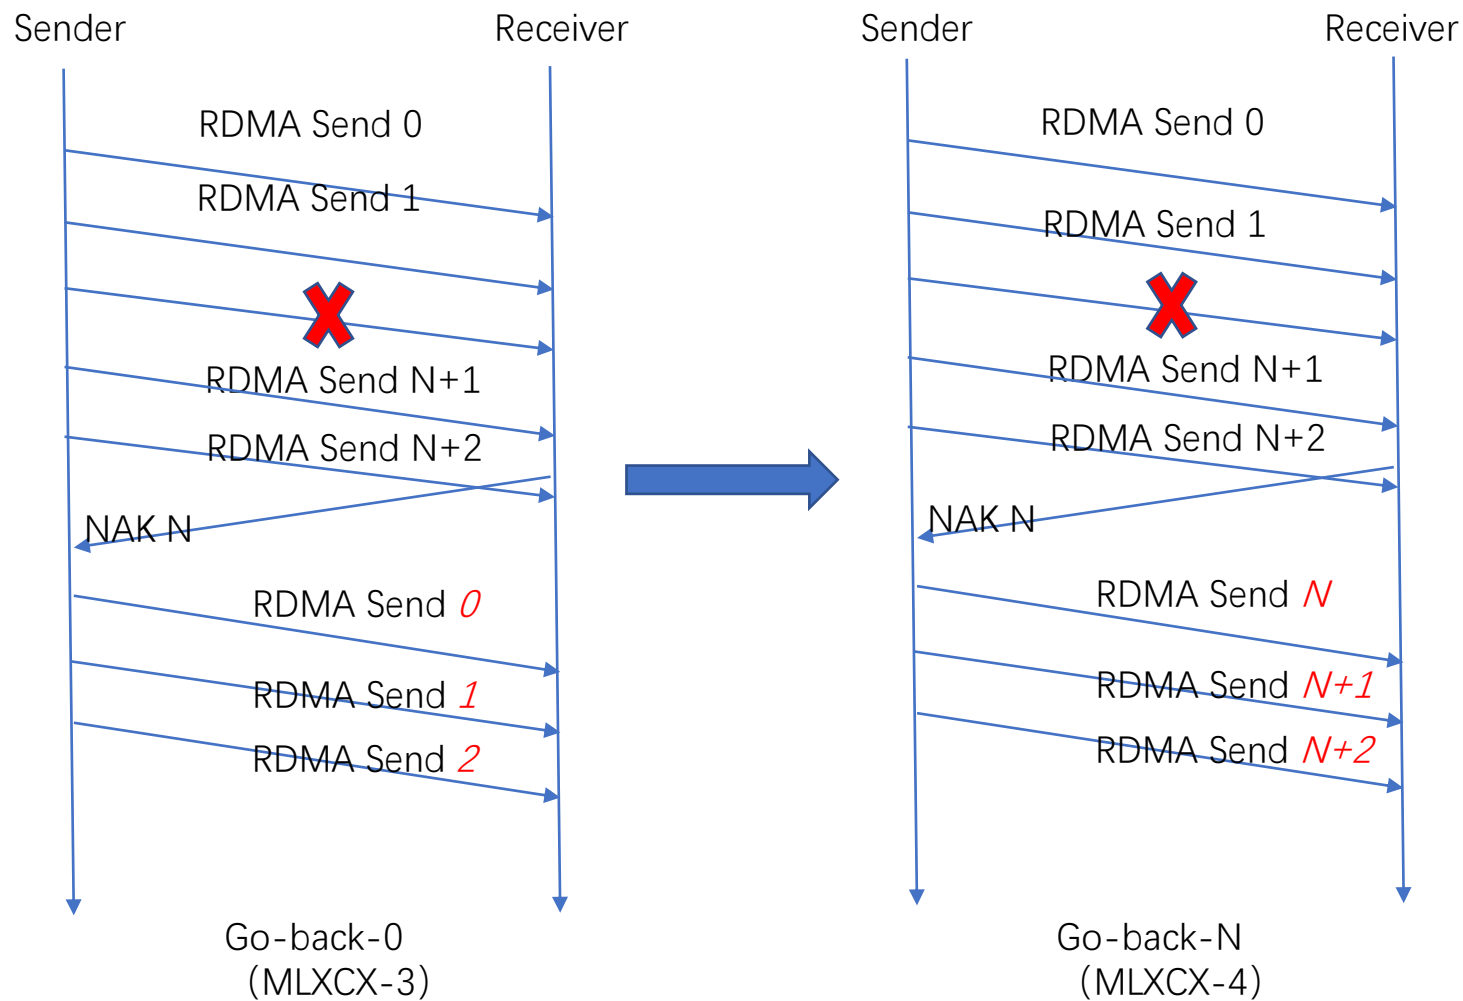 Sender
Receiver
RDMA Send 0
RDMA Send 1
RDMA Send N+1
RDMA Send N+2
NAK N
RDMA Send 0
RDMA Send 1
RDMA Send 2
Go-back-0
(MLXCX-3)
Sender
Receiver
RDMA Send 0
RDMA Send 1
RDMA Send N+1
RDMA Send N+2
NAK N
RDMA Send N
RDMA Send N+1
RDMA Send N+2
Go-back-N
(MLXCX-4)